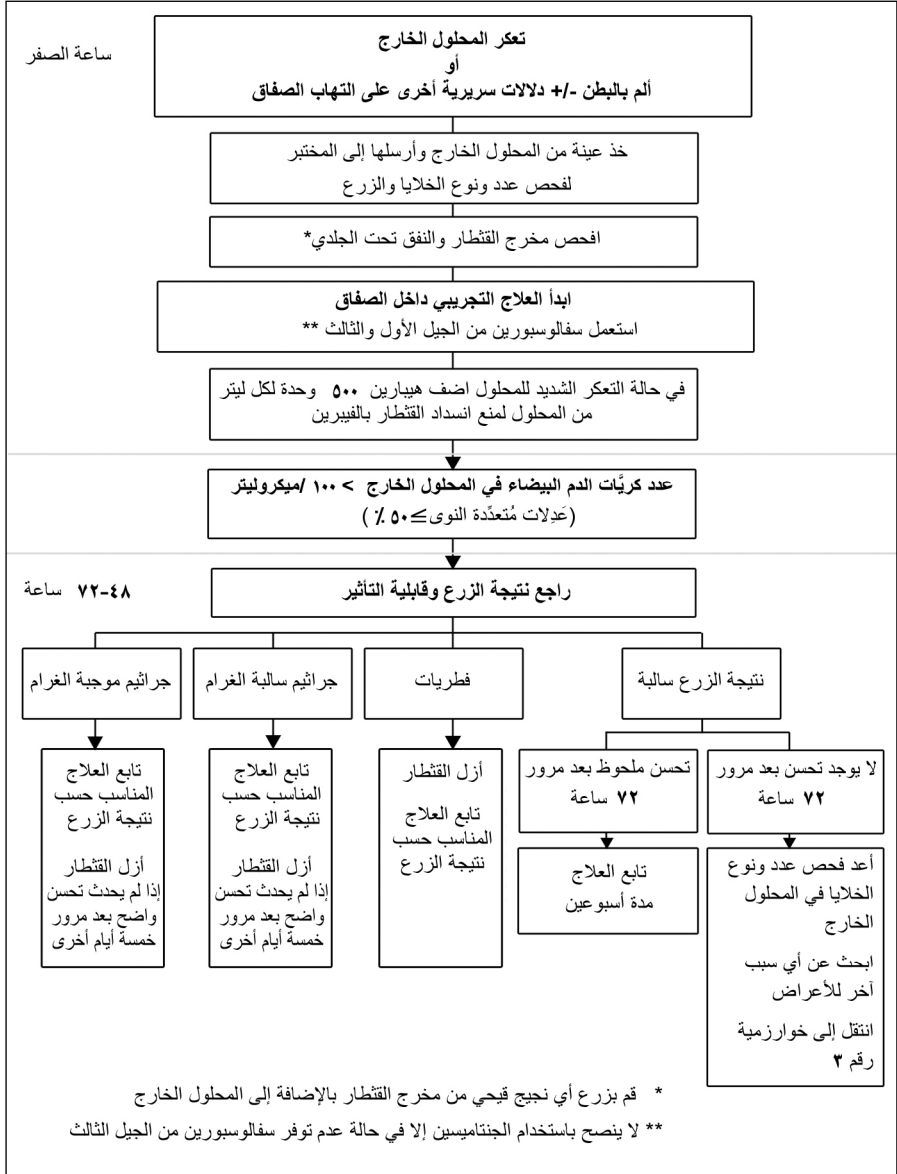 ساعة الصفر
تعكر المحلول الخارج
أو
ألم بالبطن -/+ دلالات سريرية أخرى على التهاب الصفاق
خذ عينة من المحلول الخارج وأرسلها إلى المختبر
لفحص عدد ونوع الخلايا والزرع
افحص مخرج القثطار والنفق تحت الجلدي*
ابدأ العلاج التجريبي داخل الصفاق
استعمل سفالوسبورين من الجيل الأول والثالث **
في حالة التعكر الشديد للمحلول اضف هيبارين ٥٠٠ وحدة لكل ليتر
من المحلول لمنع انسداد القثطار بالفيبرين
عدد كريَّات الدم البيضاء في المحلول الخارج > ١٠٠ /ميكروليتر
(عَدِلات مُتعدِّدة النوى≥٥٠ ٪ )
٤٨-٧٢ ساعة
راجع نتيجة الزرع وقابلية التأثير
نتيجة الزرع سالبة
فطريات
جراثيم سالبة الغرام
جراثيم موجبة الغرام
لا يوجد تحسن بعد مرور
٧٢ ساعة
تحسن ملحوظ بعد مرور
٧٢ ساعة
أعد فحص عدد ونوع
الخلايا في المحلول
الخارج
ابحث عن أي سبب
آخر للأعراض
انتقل إلى خوارزمية
رقم ٣
تابع العلاج
مدة أسبوعين
أزل القثطار
تابع العلاج
المناسب حسب
نتيجة الزرع
تابع العلاج
المناسب حسب
نتيجة الزرع
أزل القثطار
إذا لم يحدث تحسن
واضح بعد مرور
خمسة أيام أخرى
تابع العلاج
المناسب حسب
نتيجة الزرع
أزل القثطار
إذا لم يحدث تحسن
واضح بعد مرور
خمسة أيام أخرى
* قم بزرع أي نجيج قيحي من مخرج القثطار بالإضافة إلى المحلول الخارج
** لا ينصح باستخدام الجنتاميسين إلا في حالة عدم توفر سفالوسبورين من الجيل الثالث